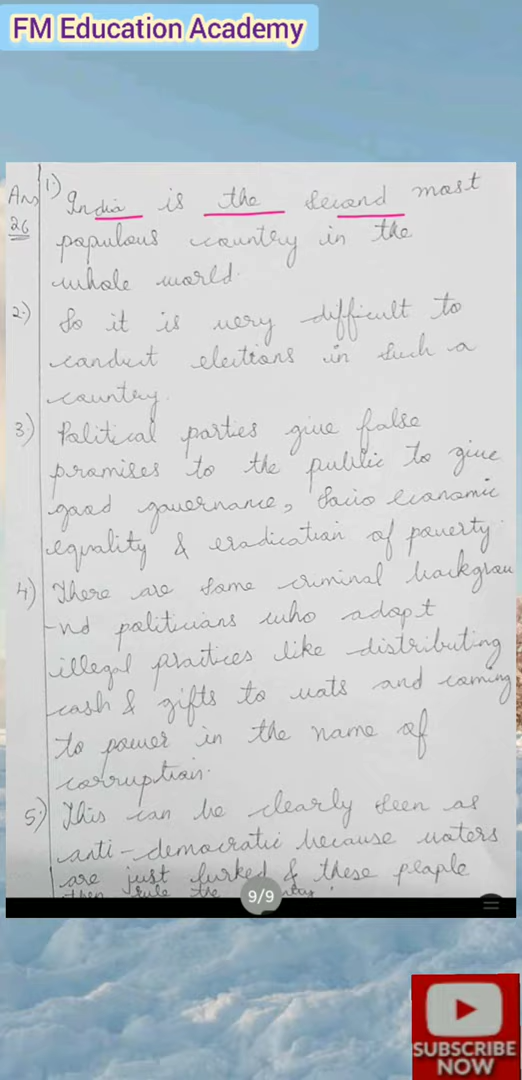 FM Education Academy
Ans 1.) India is the second most
26 populous country in the
whole world.
2.) So it is very difficult to
conduct elections in such a
country.
3.) Political parties give false
promises to the public to give
good governance, Socio economic
equality & eradication of poverty.
4.) There are some criminal backgrou
-nd politicians who adopt
illegal practices like distributing
cash & gifts to vots and coming
to power in the name of
corruption.
5.) This can be clearly seen as
anti-democratic because voters
are just & these people
then rule the
9/9
SUBSCRIBE
NOW